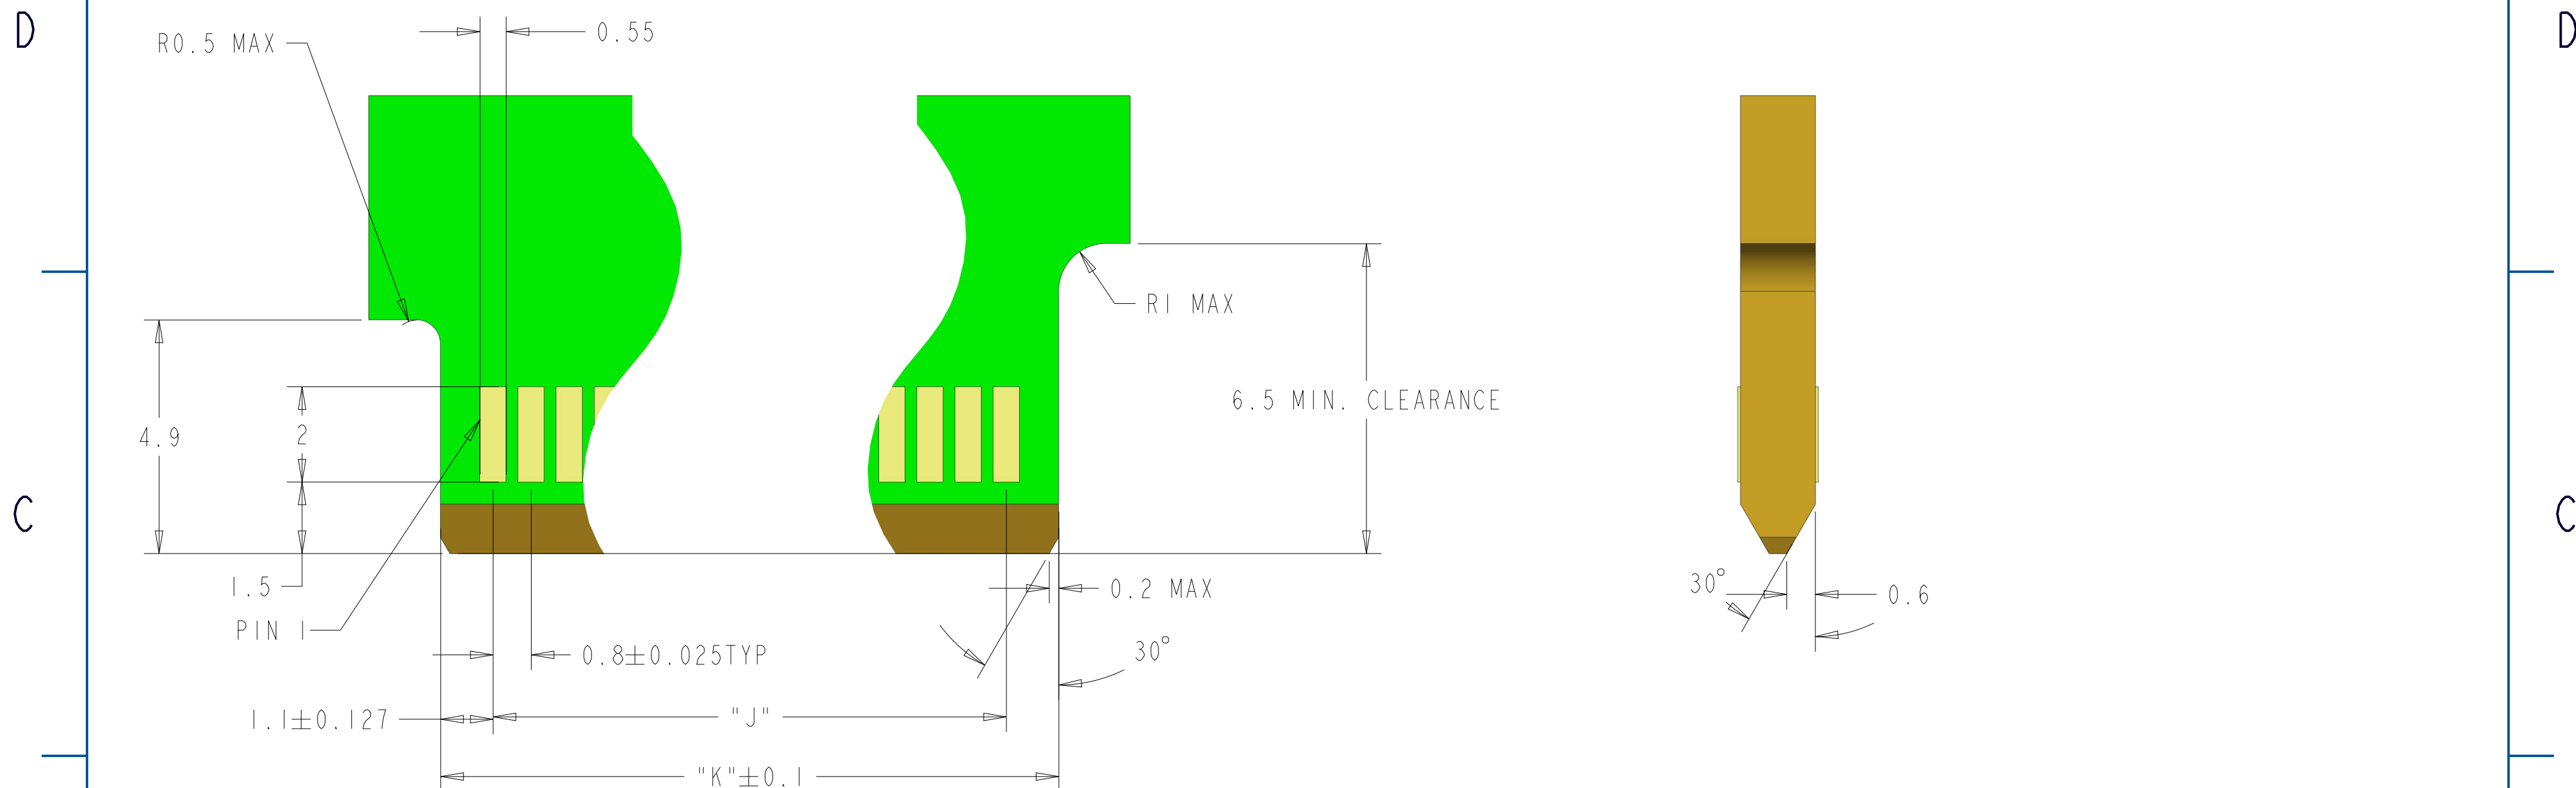 D
D
R0.5 MAX
0.55
R1 MAX
6.5 MIN. CLEARANCE
4.9
2
C
C
1.5
PIN 1
0.2 MAX
30°
0.6
0.8±0.025TYP
30°
1.1±0.127
"J"
"K"±0.1